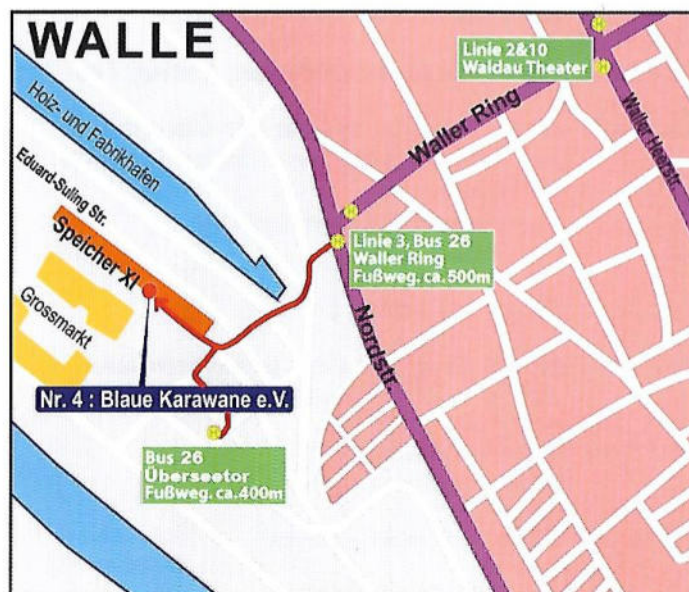 WALLE
Linie 2&10
Waldau Theater
Holz- und Fabrikhafen
Waller Ring
Waller Heerstr.
Eduard-Suling Str.
Speicher XI
H
H
H
H
Linie 3, Bus 26
Waller Ring
Fußweg. ca.500m
Grossmarkt
Nordstr.
Nr. 4 : Blaue Karawane e.V.
H
Bus 26
Überseetor
Fußweg. ca.400m